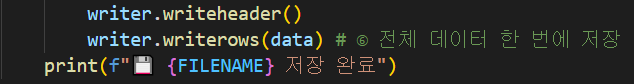 writer.writeheader()
writer.writerows(data) # ⑥ 전체 데이터 한 번에 저장
print(f"💾 {FILENAME} 저장 완료")